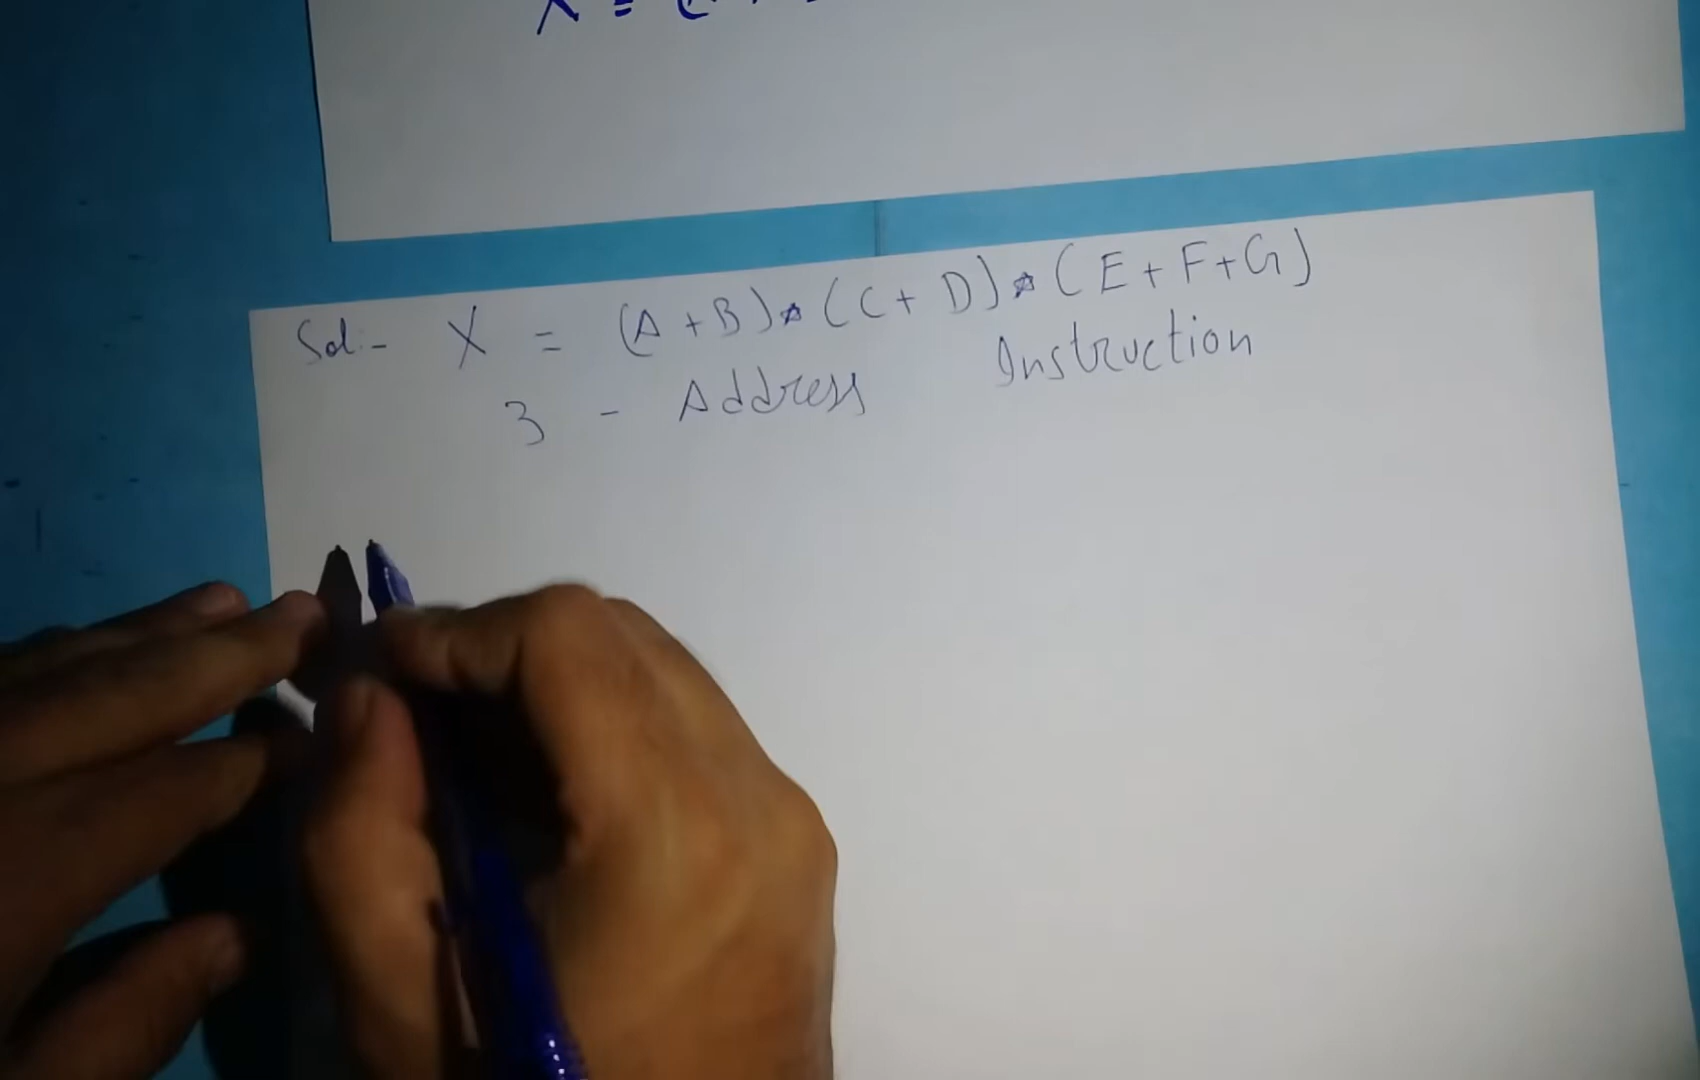 X = (
Sol:- X = (A + B) * (C + D) * (E + F + G)
3 - Address Instruction